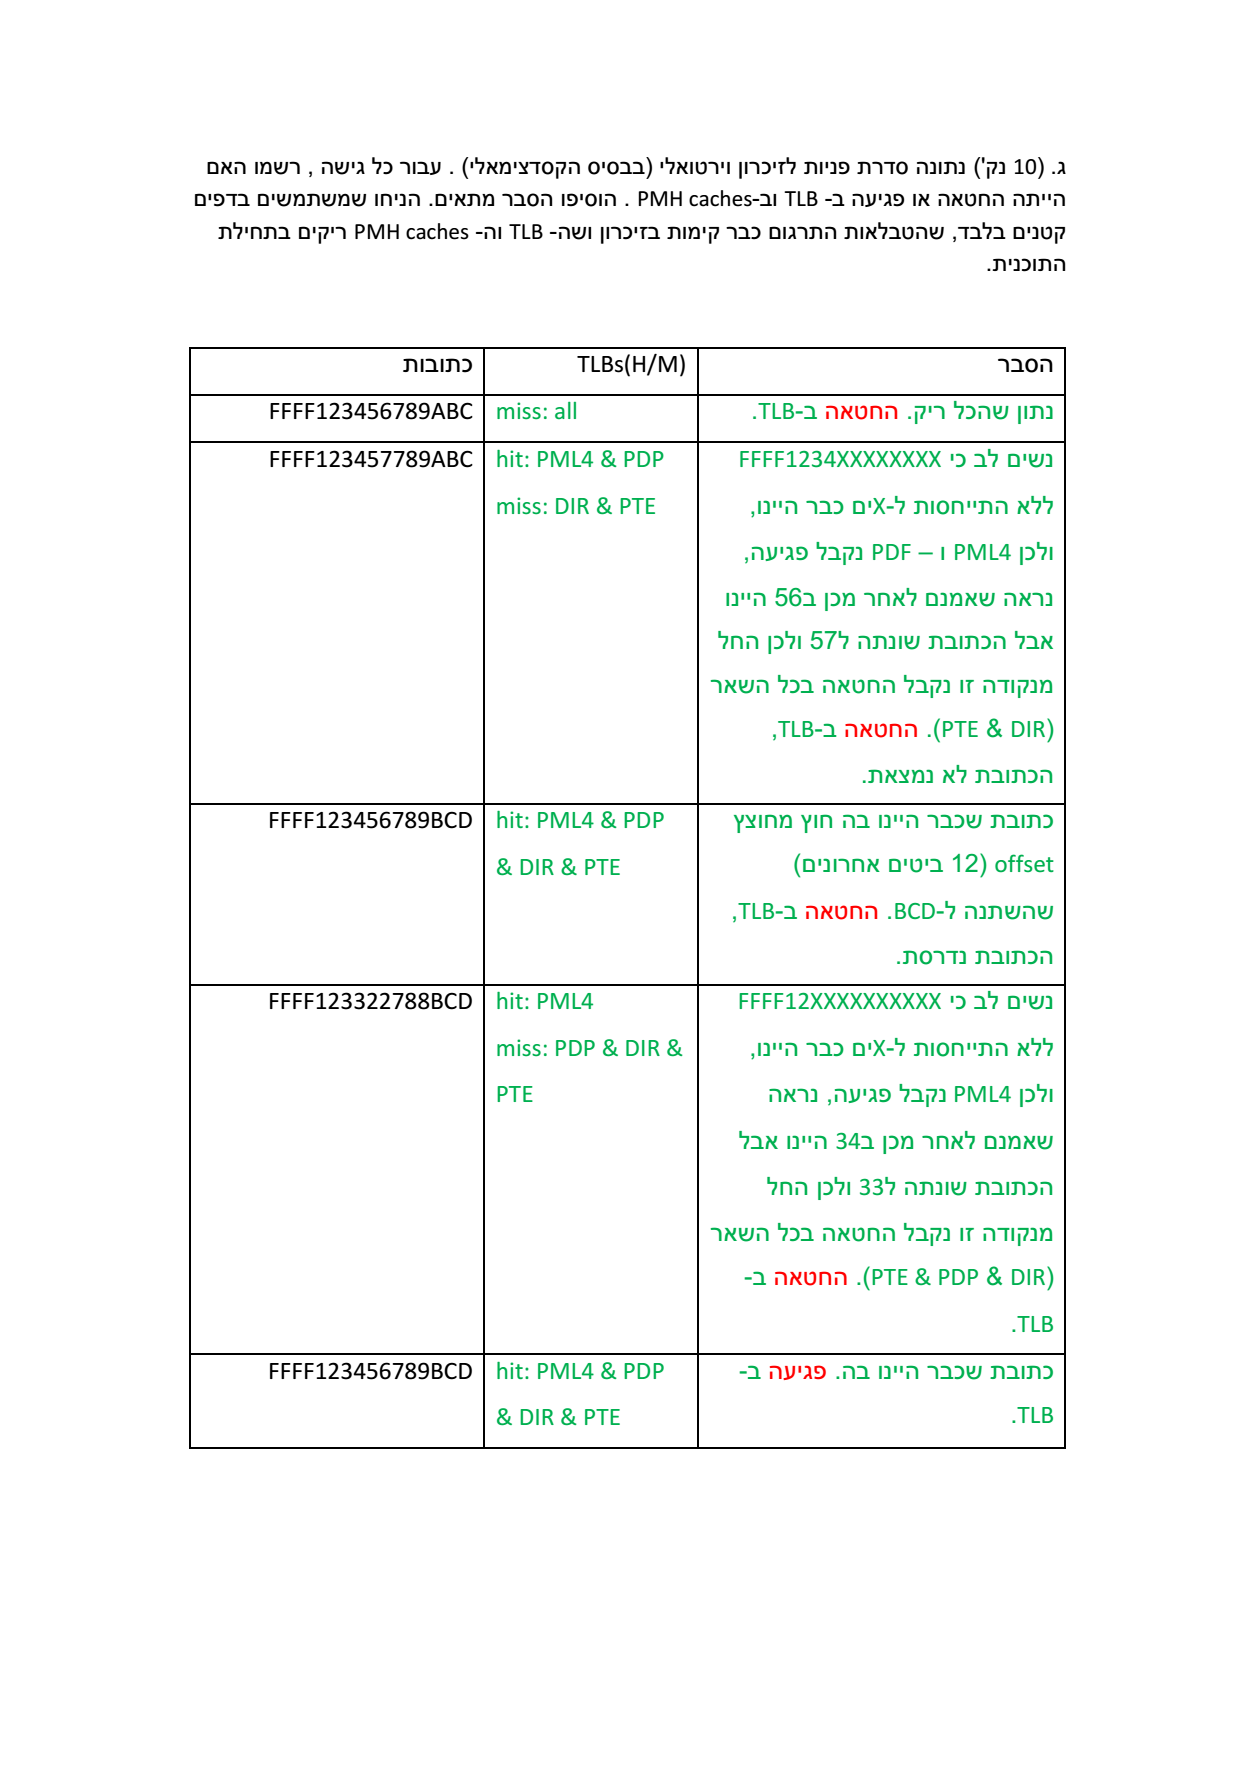 ג. (10 נק') נתונה סדרת פניות לזיכרון וירטואלי (בבסיס הקסדצימאלי) . עבור כל גישה , רשמו האם
הייתה החטאה או פגיעה ב- TLB וב-PMH caches . הוסיפו הסבר מתאים. הניחו שמשתמשים בדפים
קטנים בלבד, שהטבלאות התרגום כבר קימות בזיכרון ושה- TLB וה- PMH caches ריקים בתחילת
התוכנית.
הסבר
TLBs(H/M)
כתובות
נתון שהכל ריק. החטאה ב-TLB.
miss: all
FFFF123456789ABC
נשים לב כי FFFF1234XXXXXXXX
ללא התייחסות ל-Xים כבר היינו,
ולכן PML4 ו – PDF נקבל פגיעה,
נראה שאמנם לאחר מכן ב56 היינו
אבל הכתובת שונתה ל57 ולכן החל
מנקודה זו נקבל החטאה בכל השאר
(PTE & DIR). החטאה ב-TLB,
הכתובת לא נמצאת.
hit: PML4 & PDP
miss: DIR & PTE
FFFF123457789ABC
כתובת שכבר היינו בה חוץ מחוצץ
offset (12 ביטים אחרונים)
שהשתנה ל-BCD. החטאה ב-TLB,
הכתובת נדרסת.
hit: PML4 & PDP
& DIR & PTE
FFFF123456789BCD
נשים לב כי FFFF12XXXXXXXXXX
ללא התייחסות ל-Xים כבר היינו,
ולכן PML4 נקבל פגיעה, נראה
שאמנם לאחר מכן ב34 היינו אבל
הכתובת שונתה ל33 ולכן החל
מנקודה זו נקבל החטאה בכל השאר
(PTE & PDP & DIR). החטאה ב-
TLB.
hit: PML4
miss: PDP & DIR &
PTE
FFFF123322788BCD
כתובת שכבר היינו בה. פגיעה ב-
TLB.
hit: PML4 & PDP
& DIR & PTE
FFFF123456789BCD